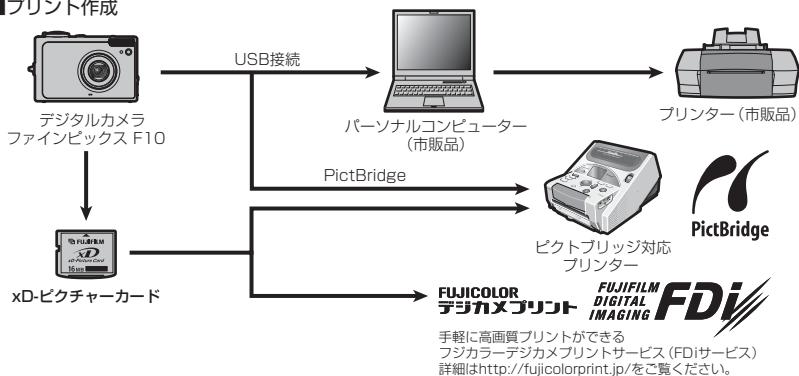 プリント作成
USB接続
デジタルカメラ
ファインピックス F10
パーソナルコンピューター
(市販品)
プリンター(市販品)
PictBridge
PictBridge
ピクトブリッジ対応
プリンター
FUJIFILM
xD
xD-Picture Card
16 MB
xD-ピクチャーカード
FUJICOLOR
デジカメプリント
FUJIFILM
DIGITAL
IMAGING
FDi
手軽に高画質プリントができる
フジカラーデジカメプリントサービス(FDiサービス)
詳細はhttp://fujicolorprint.jp/をご覧ください。